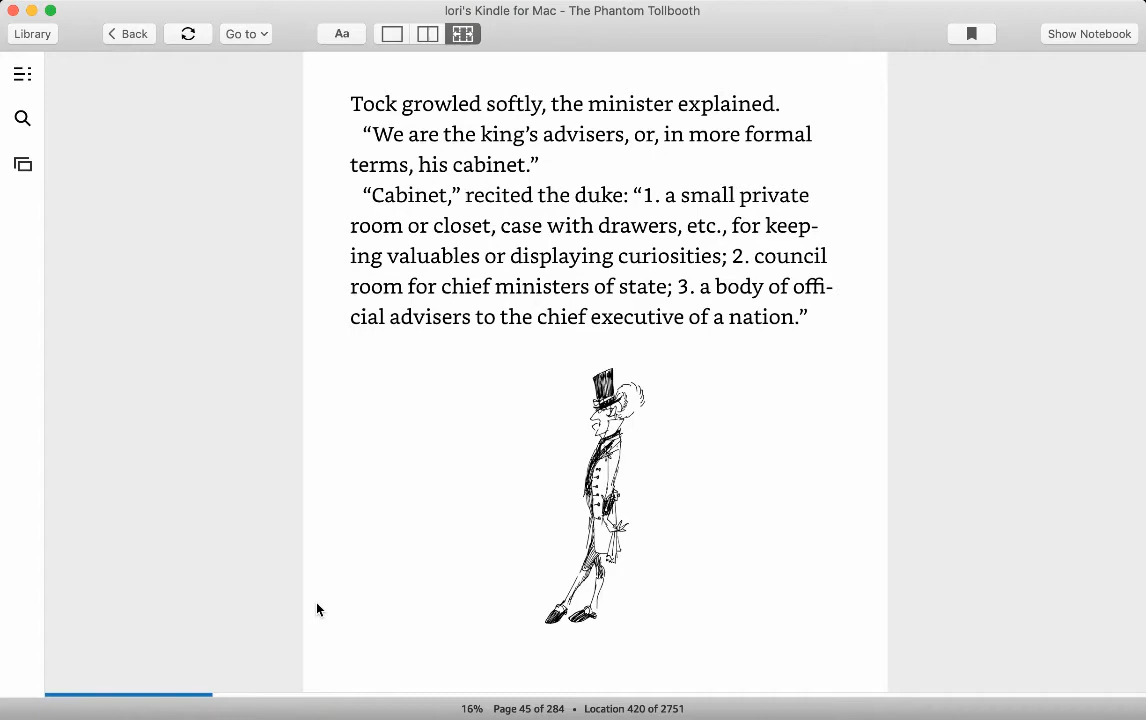 lori's Kindle for Mac - The Phantom Tollbooth
Library
Back
Go to
Aa
Show Notebook
Tock growled softly, the minister explained.
“We are the king’s advisers, or, in more formal
terms, his cabinet.”
“Cabinet,” recited the duke: “1. a small private
room or closet, case with drawers, etc., for keep-
ing valuables or displaying curiosities; 2. council
room for chief ministers of state; 3. a body of offi-
cial advisers to the chief executive of a nation.”
16% Page 45 of 284 • Location 420 of 2751